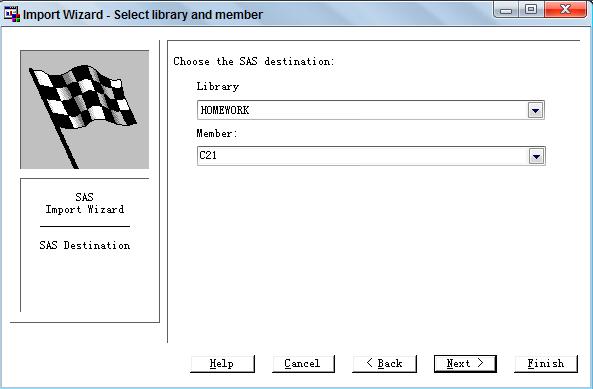 Import Wizard - Select library and member
Choose the SAS destination:
Library
HOMEWORK
Member:
C21
SAS
Import Wizard
SAS Destination
Help
Cancel
< Back
Next >
Finish